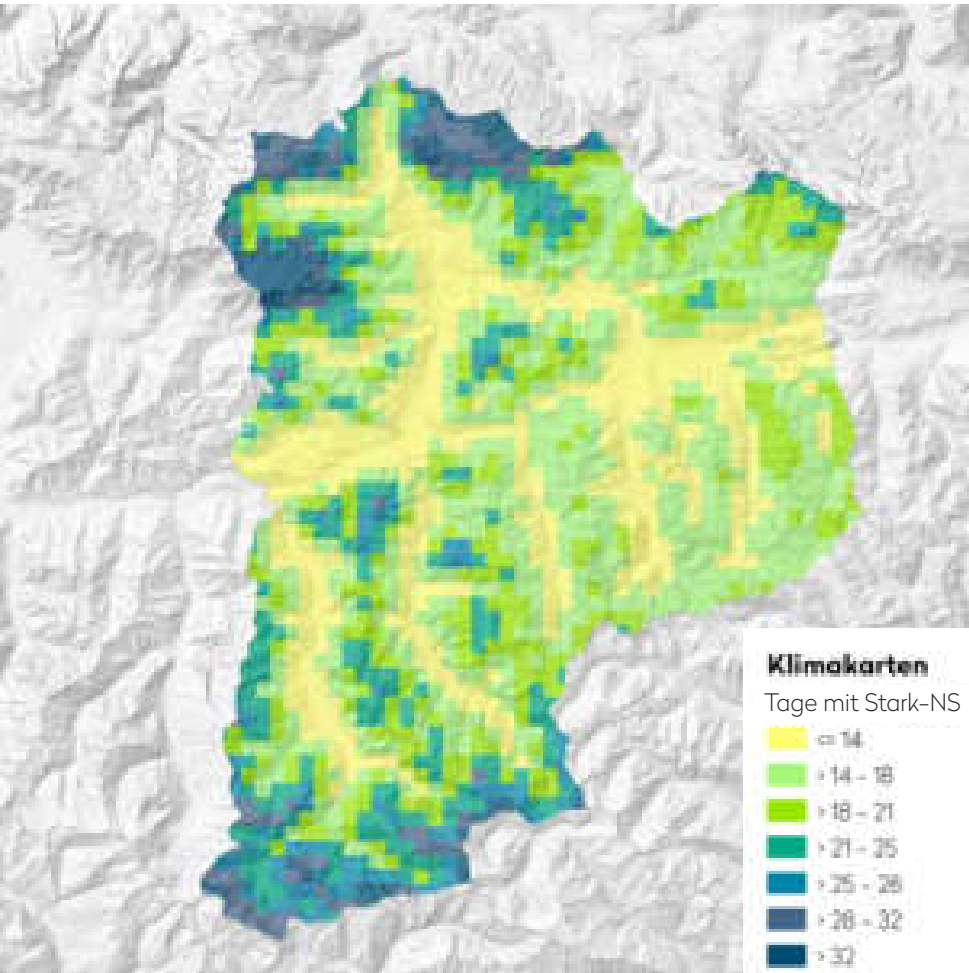 Klimakarten
Tage mit Stark-NS
<= 14
> 14 - 18
> 18 - 21
> 21 - 25
> 25 - 28
> 28 - 32
> 32